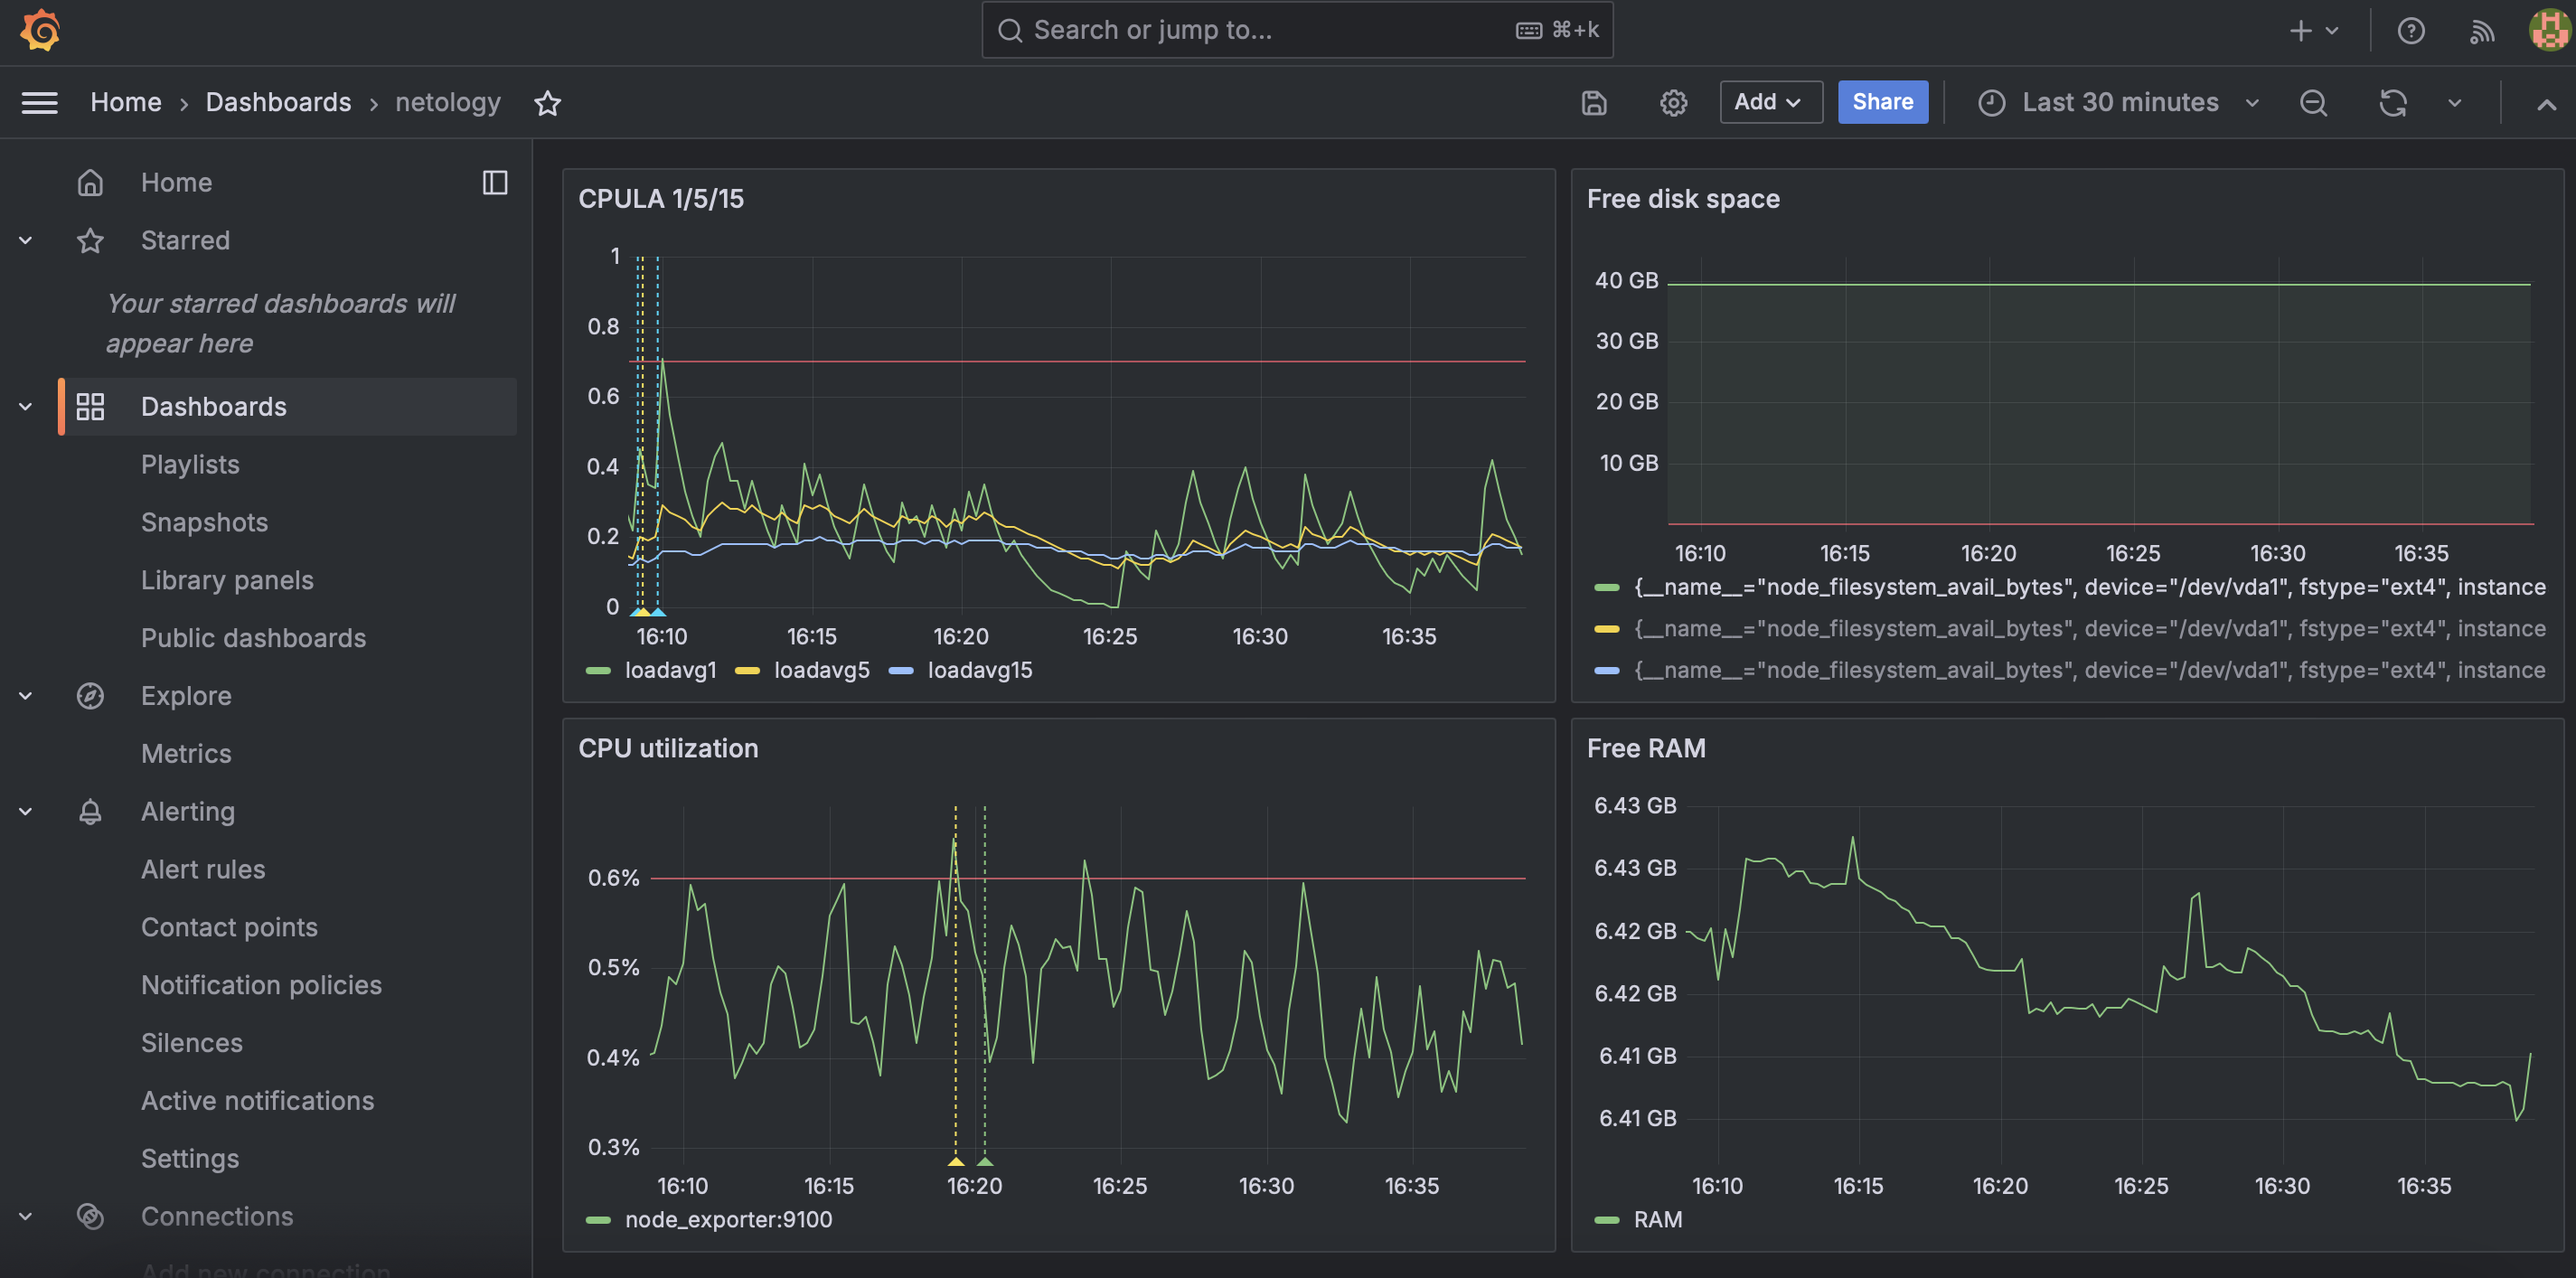 Search or jump to...
⌘+k
Home › Dashboards › netology
Add
Share
Last 30 minutes
Home
Starred
Your starred dashboards will
appear here
Dashboards
Playlists
Snapshots
Library panels
Public dashboards
Explore
Metrics
Alerting
Alert rules
Contact points
Notification policies
Silences
Active notifications
Settings
Connections
Add new connection
CPULA 1/5/15
1
0.8
0.6
0.4
0.2
0
16:10 16:15 16:20 16:25 16:30 16:35
loadavg1 loadavg5 loadavg15
Free disk space
40 GB
30 GB
20 GB
10 GB
16:10 16:15 16:20 16:25 16:30 16:35
{__name__="node_filesystem_avail_bytes", device="/dev/vda1", fstype="ext4", instance
{__name__="node_filesystem_avail_bytes", device="/dev/vda1", fstype="ext4", instance
{__name__="node_filesystem_avail_bytes", device="/dev/vda1", fstype="ext4", instance
CPU utilization
0.6%
0.5%
0.4%
0.3%
16:10 16:15 16:20 16:25 16:30 16:35
node_exporter:9100
Free RAM
6.43 GB
6.43 GB
6.42 GB
6.42 GB
6.41 GB
6.41 GB
16:10 16:15 16:20 16:25 16:30 16:35
RAM